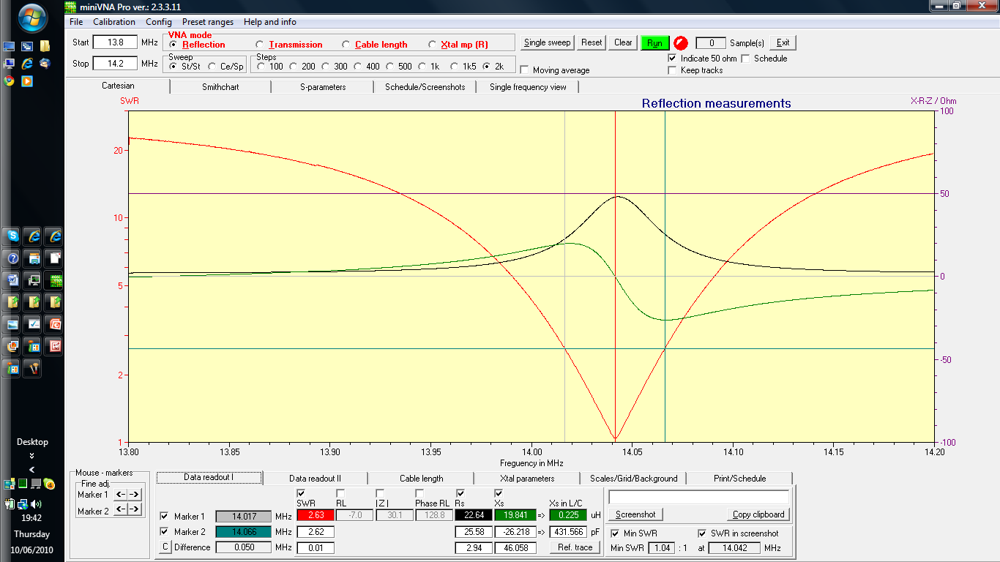 miniVNA Pro ver.: 2.3.3.11
File Calibration Config Preset ranges Help and info
Start 13.8 MHz
Stop 14.2 MHz
VNA mode
Reflection Transmission Cable length Xtal mp (R)
Sweep
St/St Ce/Sp
Steps
100 200 300 400 500 1k 1k5 2k
Single sweep Reset Clear Run 0 Sample(s) Exit
Moving average
Indicate 50 ohm Schedule
Keep tracks
Cartesian Smithchart S-parameters Schedule/Screenshots Single frequency view
SWR Reflection measurements X-R-Z / Ohm
100
20
50
10
0
5
-50
2
1 -100
13.80 13.85 13.90 13.95 14.00 14.05 14.10 14.15 14.20
Frequency in MHz
Mouse - markers
Fine adj.
Marker 1 <- ->
Marker 2 <- ->
Data readout I Data readout II Cable length Xtal parameters Scales/Grid/Background Print/Schedule
SWR RL |Z| Phase RL Rs Xs Xs in L/C
Marker 1 14.017 MHz 2.63 -7.0 30.1 128.8 22.64 19.841 => 0.225 uH
Marker 2 14.066 MHz 2.62 25.58 -26.218 => 431.566 pF
C Difference 0.050 MHz 0.01 2.94 46.058 Ref. trace
Screenshot Copy clipboard
Min SWR SWR in screenshot
Min SWR 1.04 : 1 at 14.042 MHz
Desktop
19:42
Thursday
10/06/2010